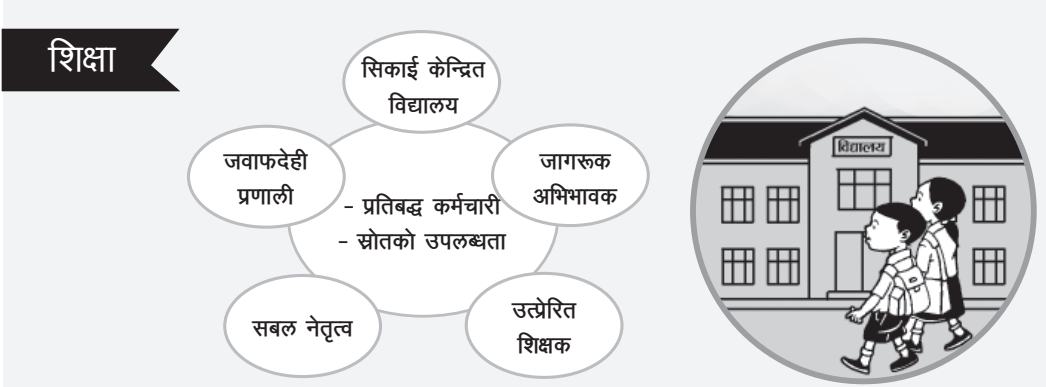 शिक्षा
सिकाई केन्द्रित
विद्यालय
जवाफदेही
प्रणाली
जागरूक
अभिभावक
- प्रतिबद्ध कर्मचारी
- स्रोतको उपलब्धता
सबल नेतृत्व
उत्प्रेरित
शिक्षक
विद्यालय